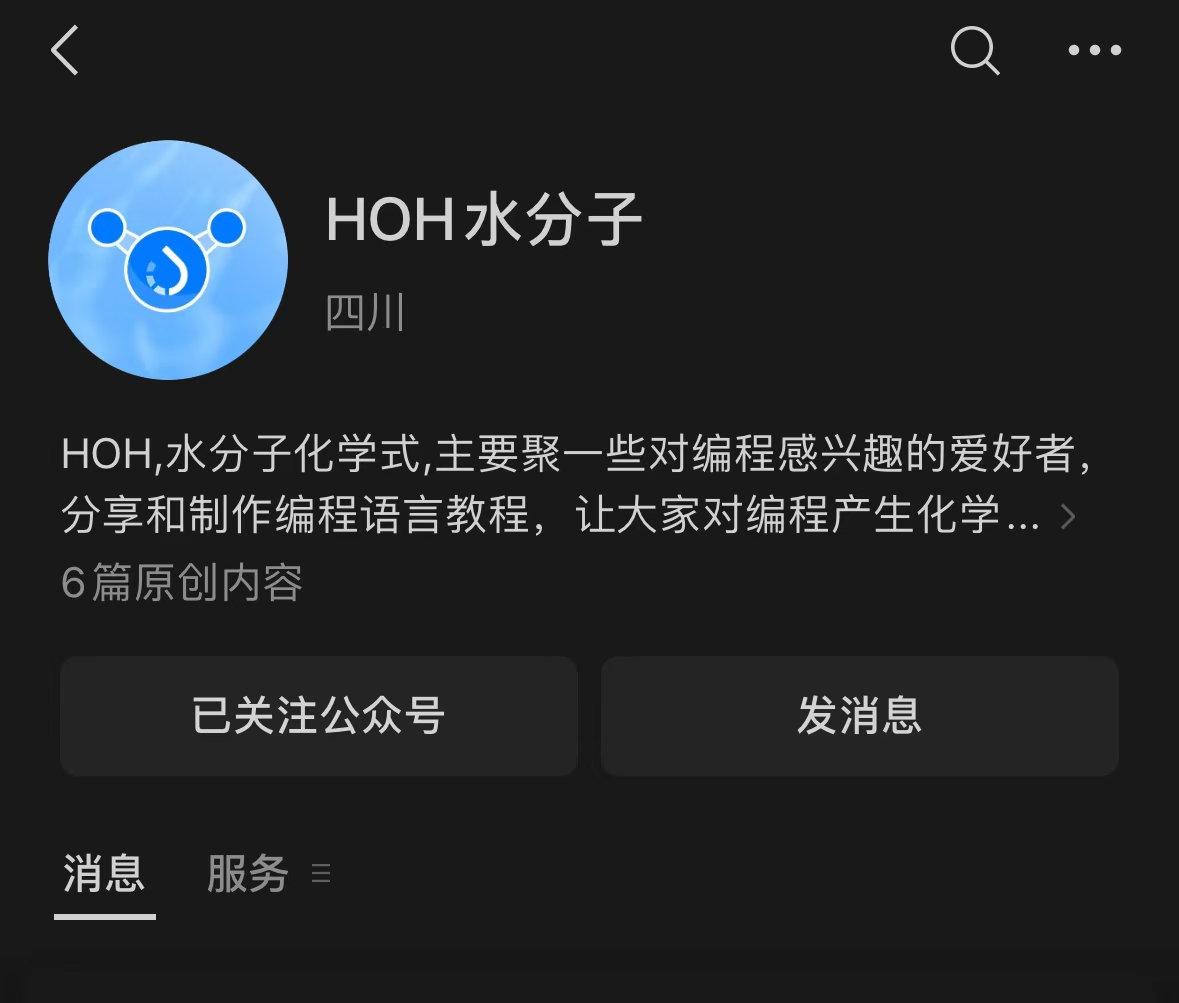 HOH水分子
四川
HOH,水分子化学式,主要聚一些对编程感兴趣的爱好者，
分享和制作编程语言教程，让大家对编程产生化学...
6篇原创内容
已关注公众号
发消息
消息 服务